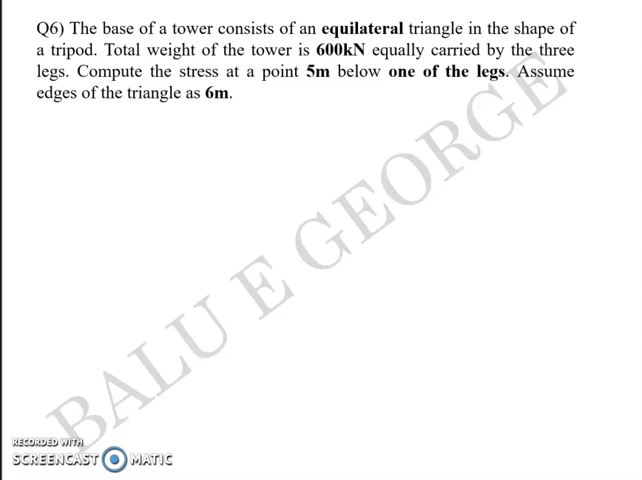 Q6) The base of a tower consists of an equilateral triangle in the shape of
a tripod. Total weight of the tower is 600kN equally carried by the three
legs. Compute the stress at a point 5m below one of the legs. Assume
edges of the triangle as 6m.
BALU E GEORGE
RECORDED WITH
SCREENCAST MATIC